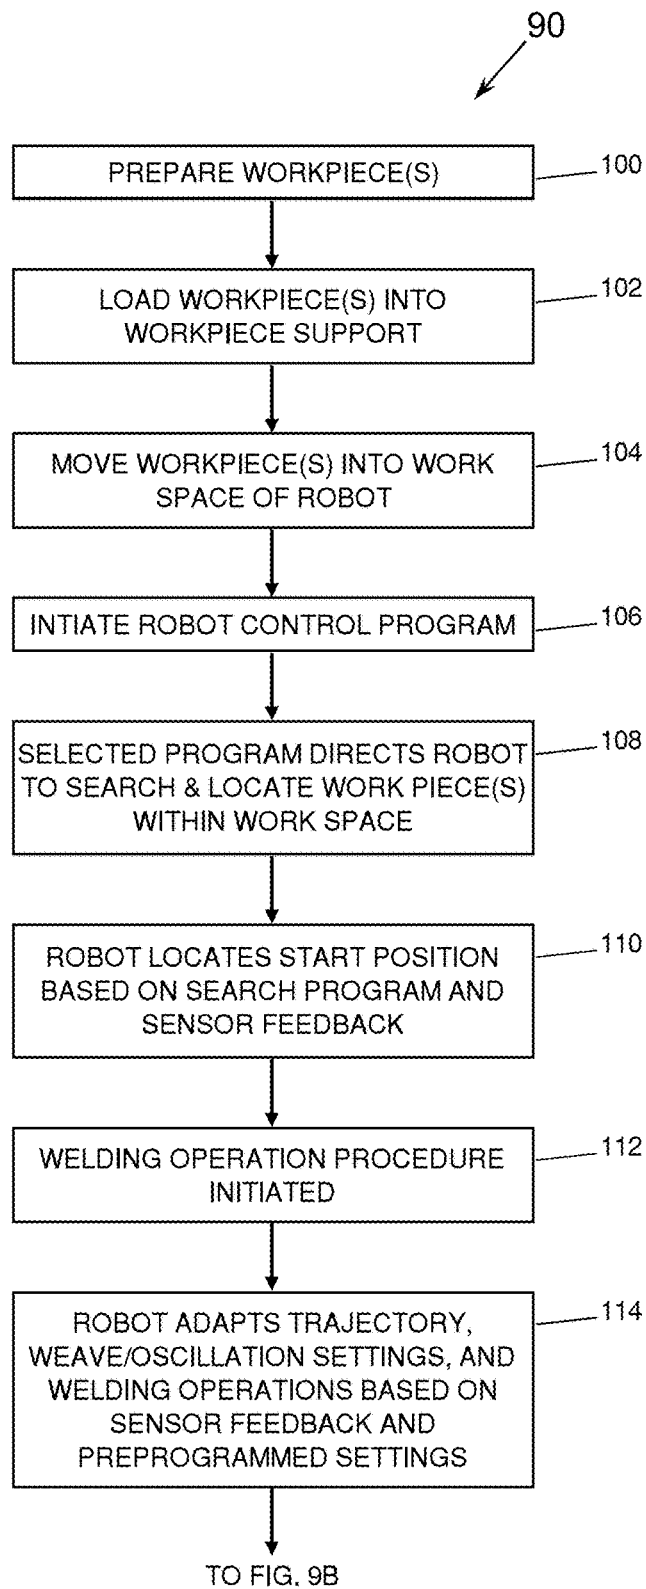 90
PREPARE WORKPIECE(S)
100
LOAD WORKPIECE(S) INTO
WORKPIECE SUPPORT
102
MOVE WORKPIECE(S) INTO WORK
SPACE OF ROBOT
104
INTIATE ROBOT CONTROL PROGRAM
106
SELECTED PROGRAM DIRECTS ROBOT
TO SEARCH & LOCATE WORK PIECE(S)
WITHIN WORK SPACE
108
ROBOT LOCATES START POSITION
BASED ON SEARCH PROGRAM AND
SENSOR FEEDBACK
110
WELDING OPERATION PROCEDURE
INITIATED
112
ROBOT ADAPTS TRAJECTORY,
WEAVE/OSCILLATION SETTINGS, AND
WELDING OPERATIONS BASED ON
SENSOR FEEDBACK AND
PREPROGRAMMED SETTINGS
114
TO FIG. 9B